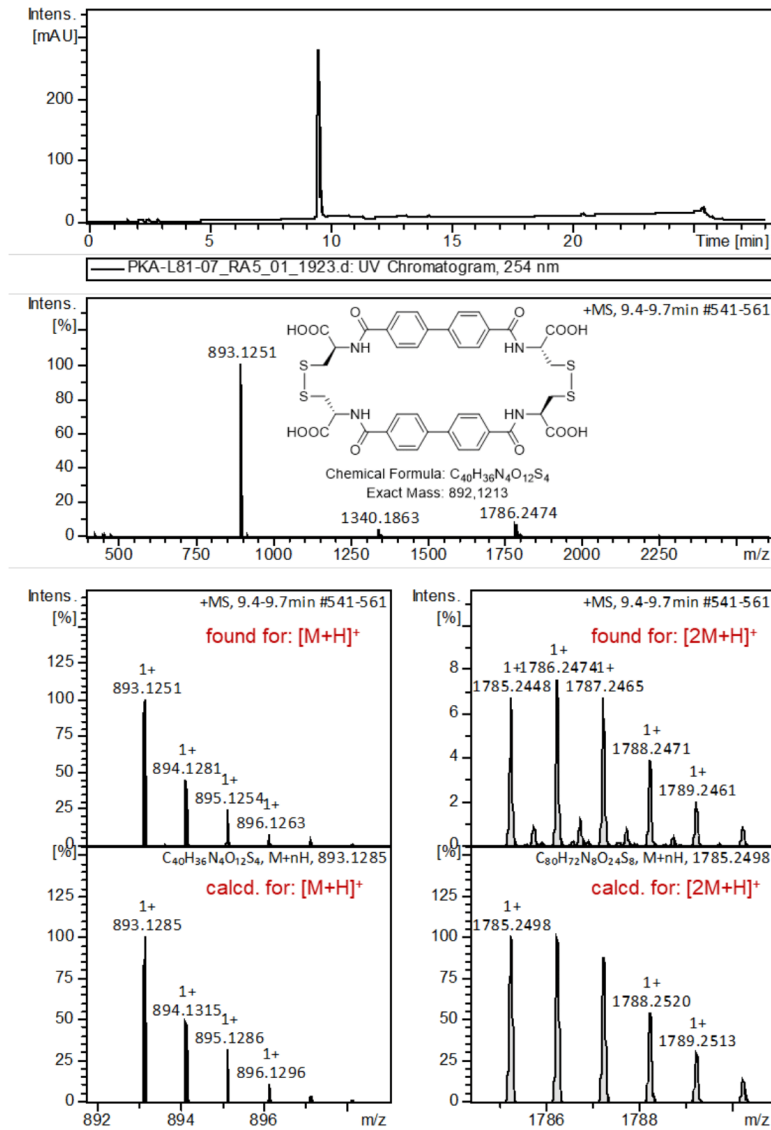 Intens.
[mAU]
200
100
0
0 5 10 15 20 Time [min]
PKA-L81-07_RA5_01_1923.d: UV Chromatogram, 254 nm
Intens.
[%]
+MS, 9.4-9.7min #541-561
100
80
60
40
20
0
893.1251
1340.1863
1786.2474
O O
HOOC COOH
NH HN
S S
S S
NH HN
HOOC COOH
O O
Chemical Formula: C₄₀H₃₆N₄O₁₂S₄
Exact Mass: 892,1213
500 750 1000 1250 1500 1750 2000 2250 m/z
Intens.
[%]
+MS, 9.4-9.7min #541-561
found for: [M+H]⁺
125
100
75
50
25
0
1+
893.1251
1+
894.1281
1+
895.1254
1+
896.1263
[%]
C₄₀H₃₆N₄O₁₂S₄, M+nH, 893.1285
calcd. for: [M+H]⁺
125
100
75
50
25
0
1+
893.1285
1+
894.1315
1+
895.1286
1+
896.1296
892 894 896 m/z
Intens.
[%]
+MS, 9.4-9.7min #541-561
found for: [2M+H]⁺
8
6
4
2
0
1+
1785.2448
1+
1786.2474
1+
1787.2465
1+
1788.2471
1+
1789.2461
[%]
C₈₀H₇₂N₈O₂₄S₈, M+nH, 1785.2498
calcd. for: [2M+H]⁺
125
100
75
50
25
0
1+
1785.2498
1+
1788.2520
1+
1789.2513
1786 1788 m/z